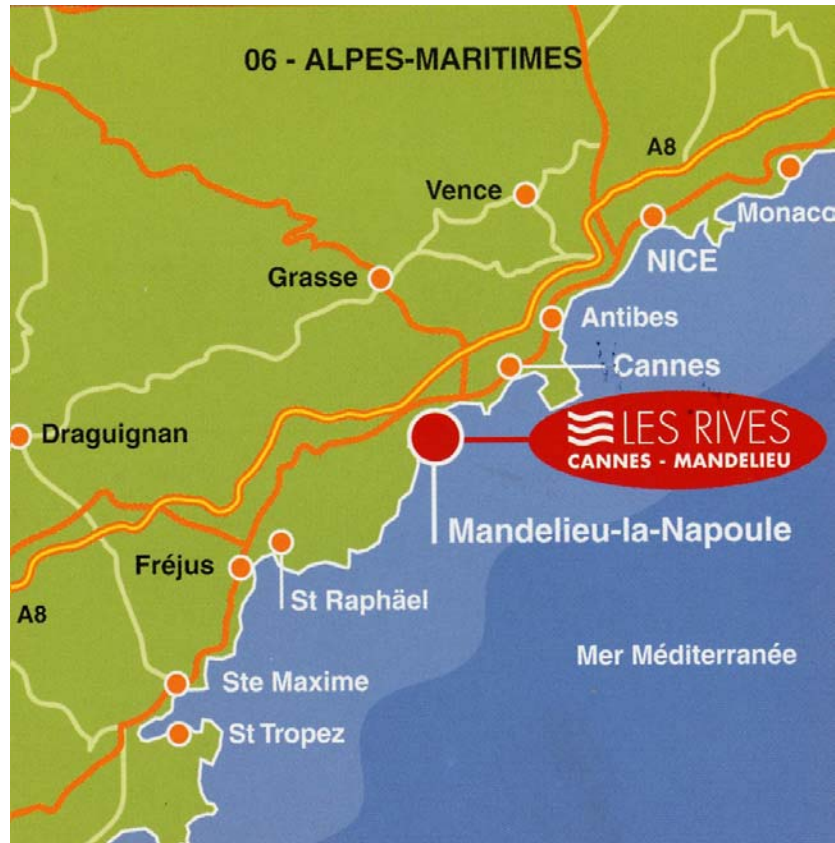 06 - ALPES-MARITIMES
A8
Vence
Monaco
NICE
Grasse
Antibes
Cannes
LES RIVES
CANNES - MANDELIEU
Draguignan
Mandelieu-la-Napoule
Fréjus
St Raphäel
A8
Mer Méditerranée
Ste Maxime
St Tropez